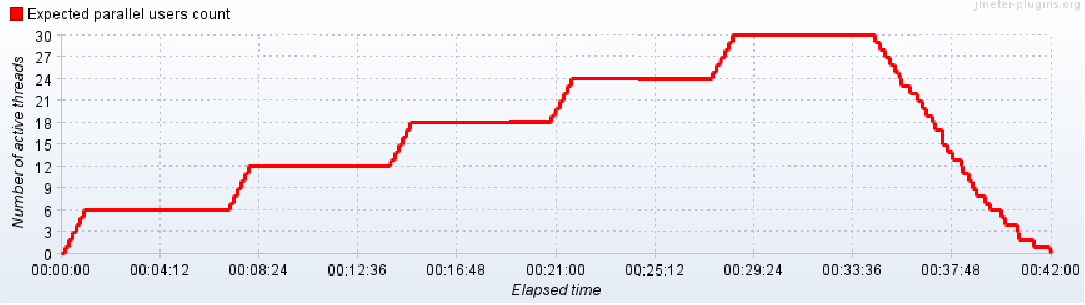 jmeter-plugins.org
Expected parallel users count
Number of active threads
30
27
24
21
18
15
12
9
6
3
0
00:00:00 00:04:12 00:08:24 00:12:36 00:16:48 00:21:00 00:25:12 00:29:24 00:33:36 00:37:48 00:42:00
Elapsed time